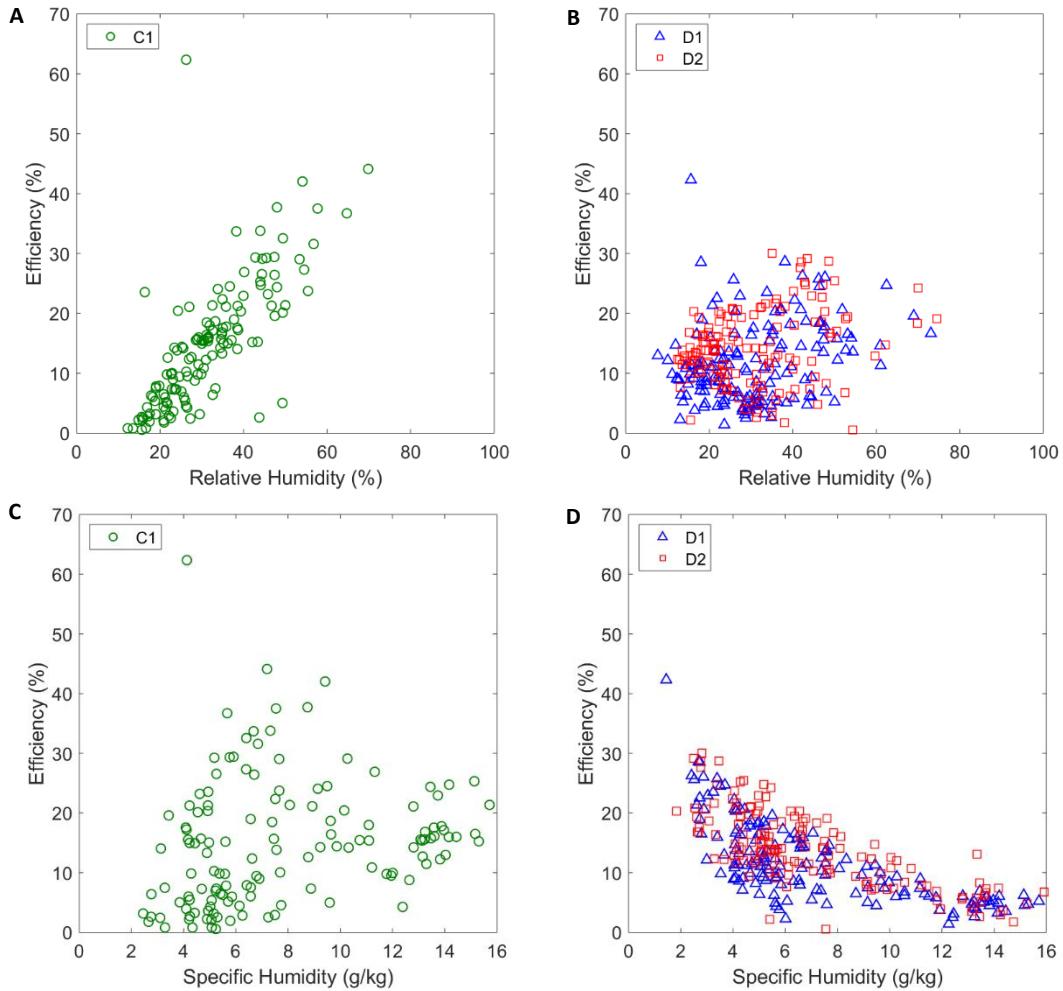 A
70
60
50
40
30
20
10
0
Efficiency (%)
C1
0 20 40 60 80 100
Relative Humidity (%)
B
70
60
50
40
30
20
10
0
Efficiency (%)
D1
D2
0 20 40 60 80 100
Relative Humidity (%)
C
70
60
50
40
30
20
10
0
Efficiency (%)
C1
0 2 4 6 8 10 12 14 16
Specific Humidity (g/kg)
D
70
60
50
40
30
20
10
0
Efficiency (%)
D1
D2
0 2 4 6 8 10 12 14 16
Specific Humidity (g/kg)